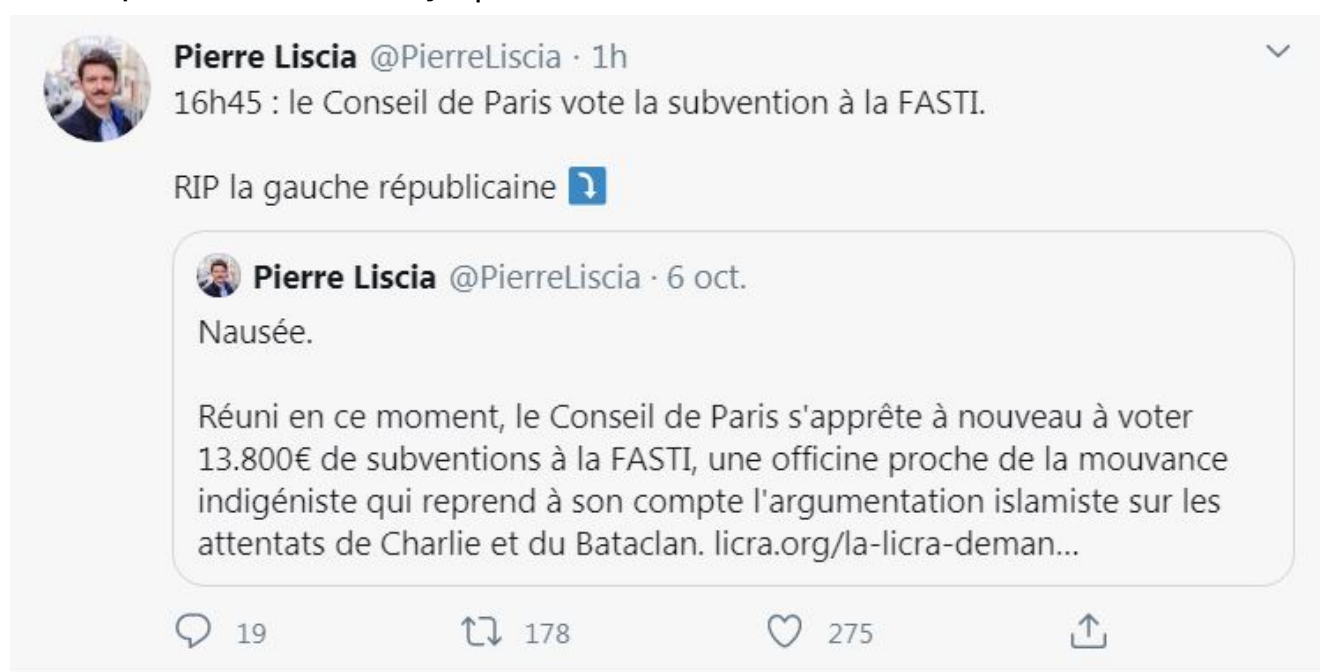 Pierre Liscia @PierreLiscia · 1h
16h45 : le Conseil de Paris vote la subvention à la FASTI.
RIP la gauche républicaine ⤵️
Pierre Liscia @PierreLiscia · 6 oct.
Nausée.
Réuni en ce moment, le Conseil de Paris s'apprête à nouveau à voter
13.800€ de subventions à la FASTI, une officine proche de la mouvance
indigéniste qui reprend à son compte l'argumentation islamiste sur les
attentats de Charlie et du Bataclan. licra.org/la-licra-deman...
19 178 275